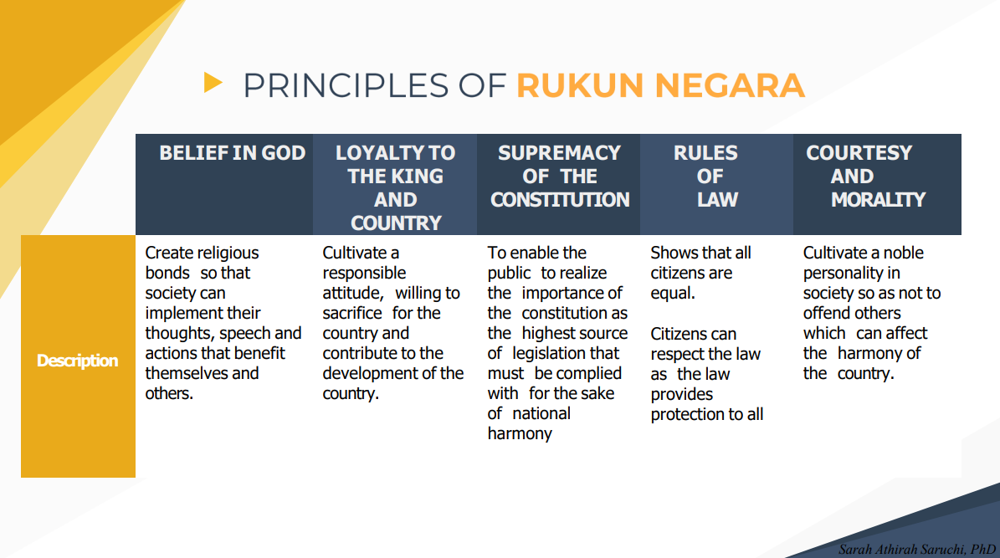 PRINCIPLES OF RUKUN NEGARA
BELIEF IN GOD
LOYALTY TO
THE KING
AND
COUNTRY
SUPREMACY
OF THE
CONSTITUTION
RULES
OF
LAW
COURTESY
AND
MORALITY
Description
Create religious
bonds so that
society can
implement their
thoughts, speech and
actions that benefit
themselves and
others.
Cultivate a
responsible
attitude, willing to
sacrifice for the
country and
contribute to the
development of the
country.
To enable the
public to realize
the importance of
the constitution as
the highest source
of legislation that
must be complied
with for the sake
of national
harmony
Shows that all
citizens are
equal.
Citizens can
respect the law
as the law
provides
protection to all
Cultivate a noble
personality in
society so as not to
offend others
which can affect
the harmony of
the country.
Sarah Athirah Saruchi, PhD